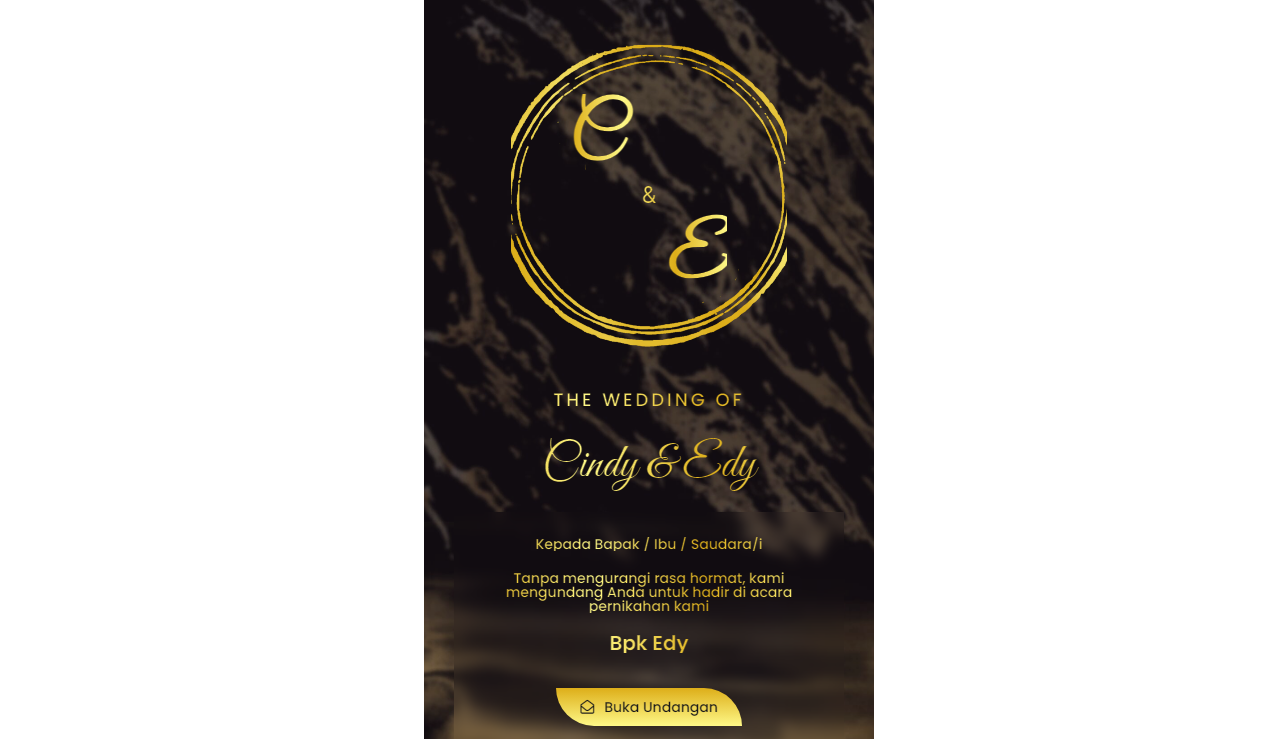 C
&
E
THE WEDDING OF
Cindy & Edy
Kepada Bapak / Ibu / Saudara/i
Tanpa mengurangi rasa hormat, kami
mengundang Anda untuk hadir di acara
pernikahan kami
Bpk Edy
Buka Undangan